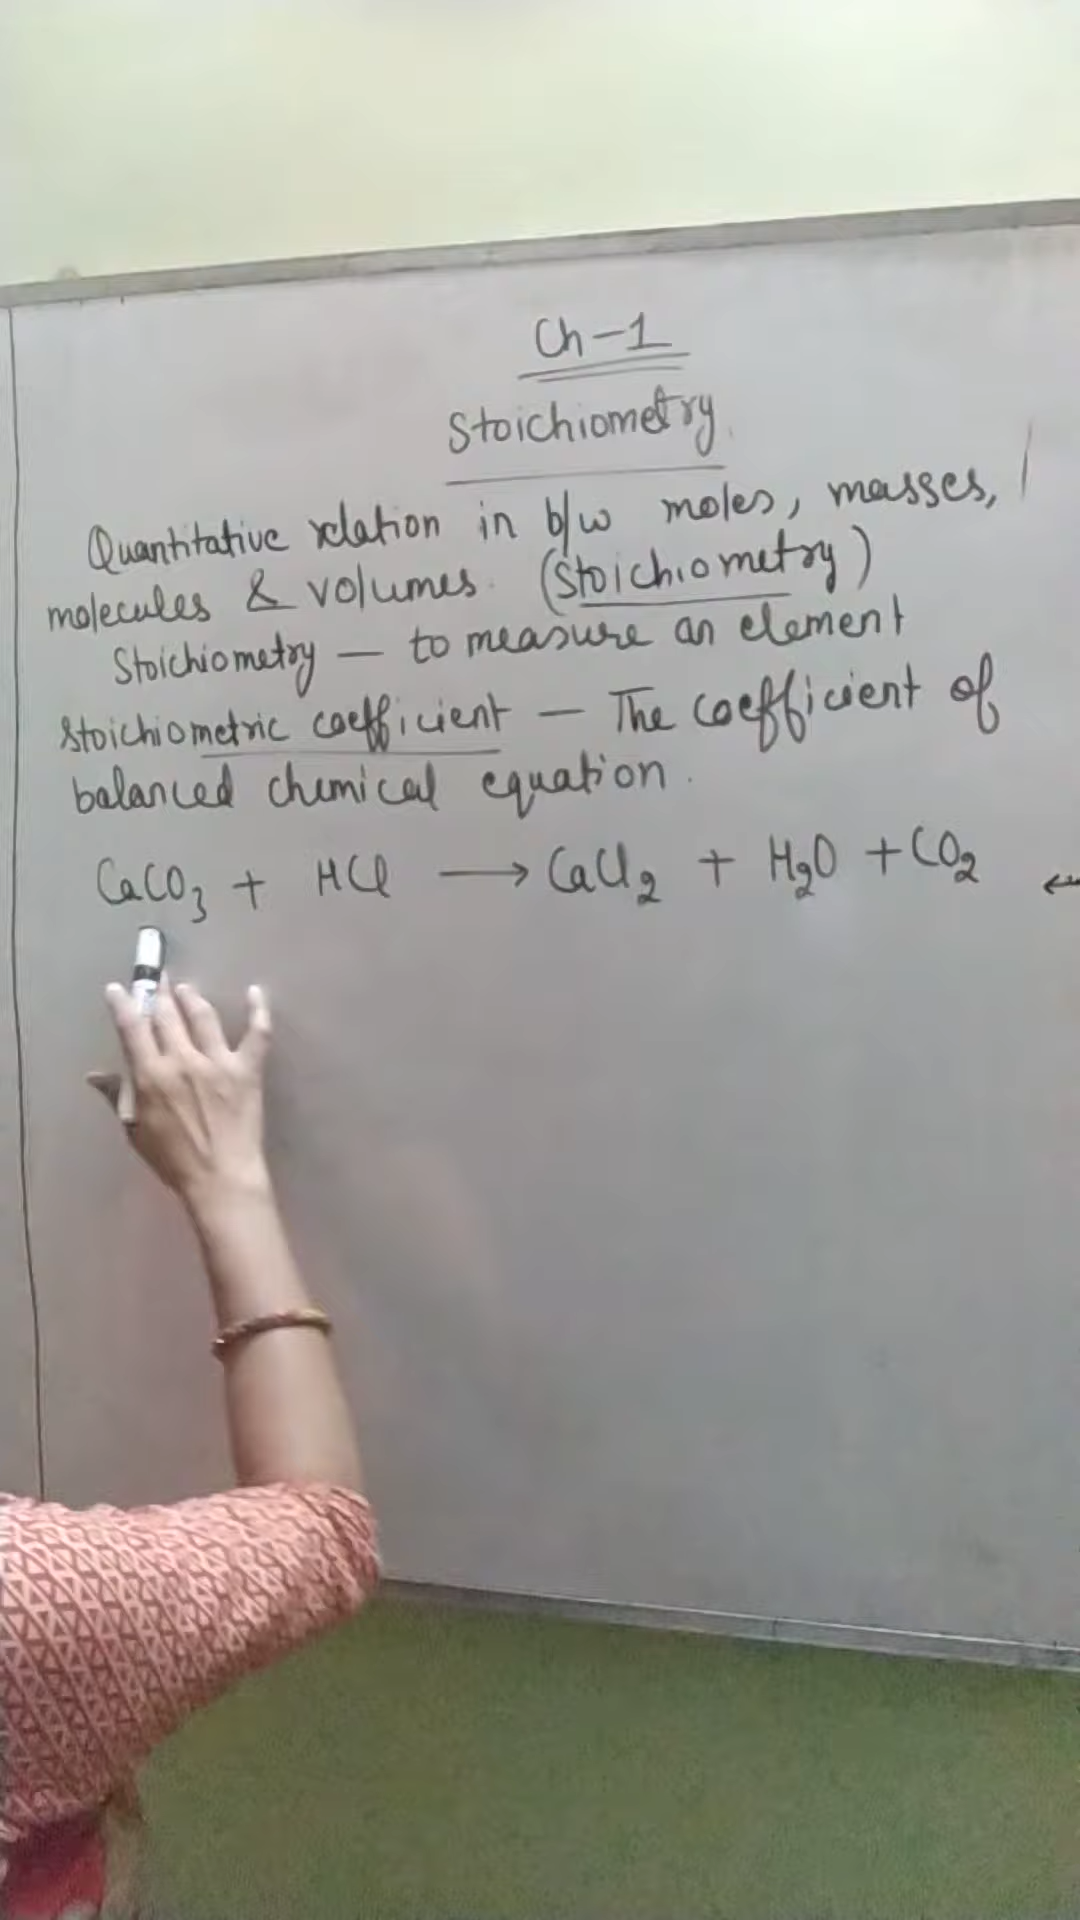 Ch-1
Stoichiometry.
Quantitative relation in b/w moles, masses,
molecules & volumes. (Stoichiometry)
Stoichiometry — to measure an element
Stoichiometric coefficient — The coefficient of
balanced chemical equation.
CaCO₃ + HCl ⟶ CaCl₂ + H₂O + CO₂ ←